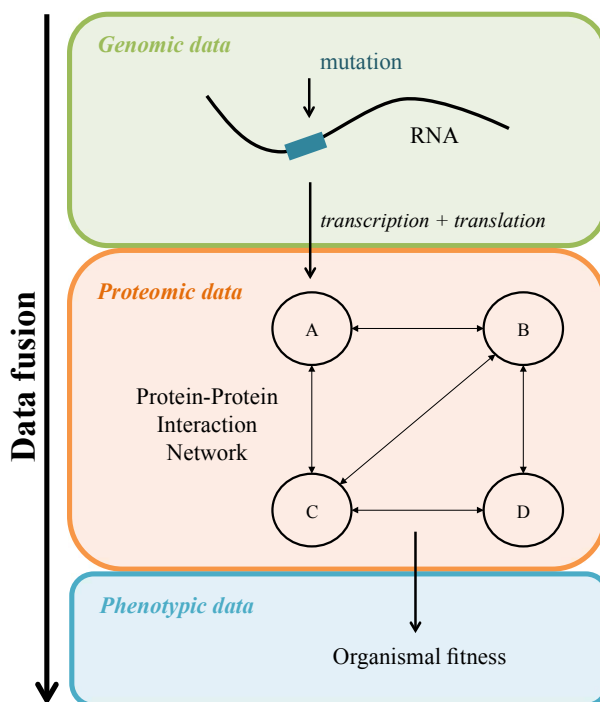 Data fusion
Genomic data
mutation
RNA
transcription + translation
Proteomic data
A
B
Protein-Protein
Interaction
Network
C
D
Phenotypic data
Organismal fitness